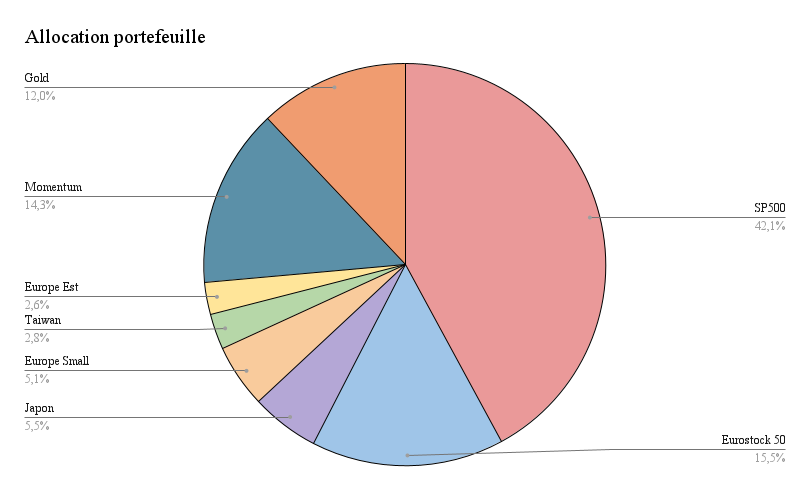 Allocation portefeuille
Gold
12,0%
Momentum
14,3%
SP500
42,1%
Europe Est
2,6%
Taiwan
2,8%
Europe Small
5,1%
Japon
5,5%
Eurostock 50
15,5%